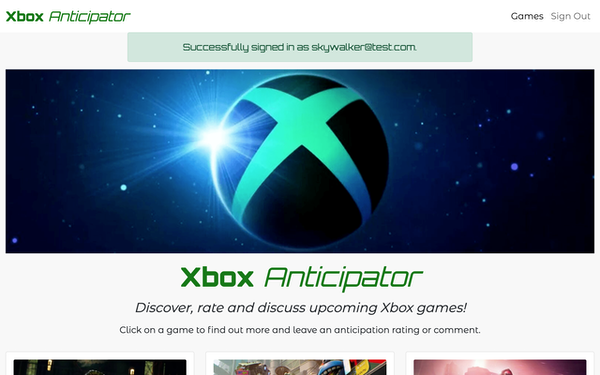 Xbox Anticipator
Games Sign Out
Successfully signed in as skywalker@test.com.
Xbox Anticipator
Discover, rate and discuss upcoming Xbox games!
Click on a game to find out more and leave an anticipation rating or comment.